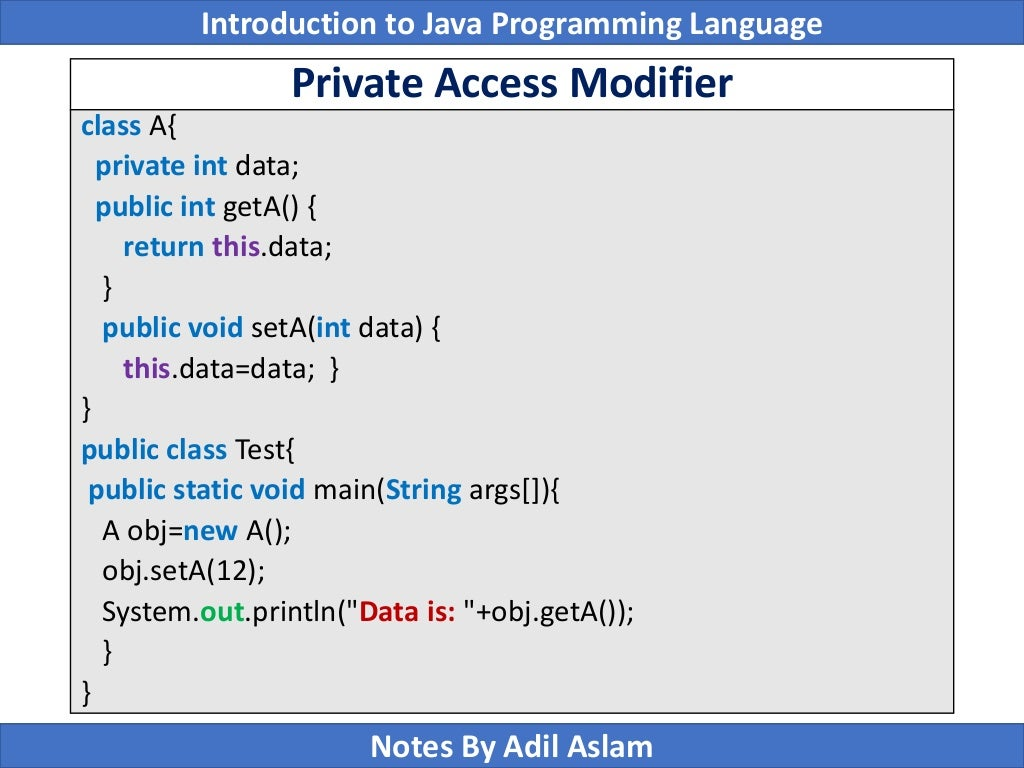 Introduction to Java Programming Language
Private Access Modifier
class A{
private int data;
public int getA() {
return this.data;
}
public void setA(int data) {
this.data=data; }
}
public class Test{
public static void main(String args[]){
A obj=new A();
obj.setA(12);
System.out.println("Data is: "+obj.getA());
}
}
Notes By Adil Aslam